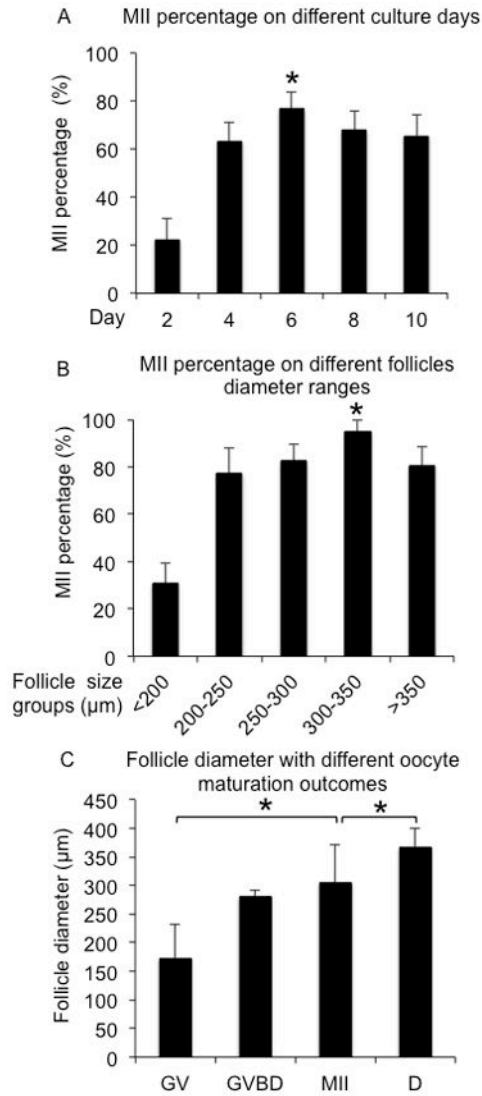 A MII percentage on different culture days
*
MII percentage (%)
100
80
60
40
20
0
Day 2 4 6 8 10
B MII percentage on different follicles
diameter ranges
*
MII percentage (%)
100
80
60
40
20
0
Follicle size
groups (µm)
<200 200-250 250-300 300-350 >350
C Follicle diameter with different oocyte
maturation outcomes
* *
Follicle diameter (µm)
450
400
350
300
250
200
150
100
50
0
GV GVBD MII D